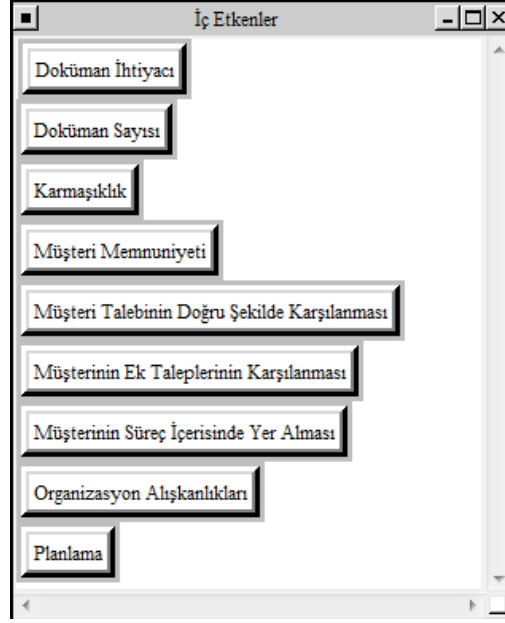 İç Etkenler
Doküman İhtiyacı
Doküman Sayısı
Karmaşıklık
Müşteri Memnuniyeti
Müşteri Talebinin Doğru Şekilde Karşılanması
Müşterinin Ek Taleplerinin Karşılanması
Müşterinin Süreç İçerisinde Yer Alması
Organizasyon Alışkanlıkları
Planlama